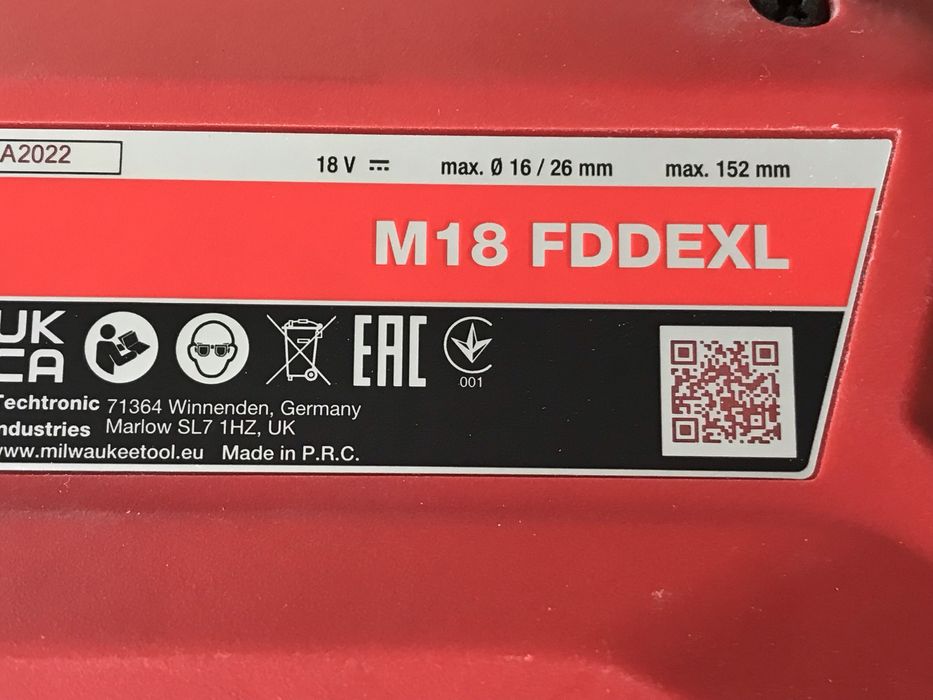 A2022
18 V ⎓ max. Ø 16 / 26 mm max. 152 mm
M18 FDDEXL
UK
CA
EAC
001
Techtronic 71364 Winnenden, Germany
Industries Marlow SL7 1HZ, UK
www.milwaukeetool.eu Made in P.R.C.